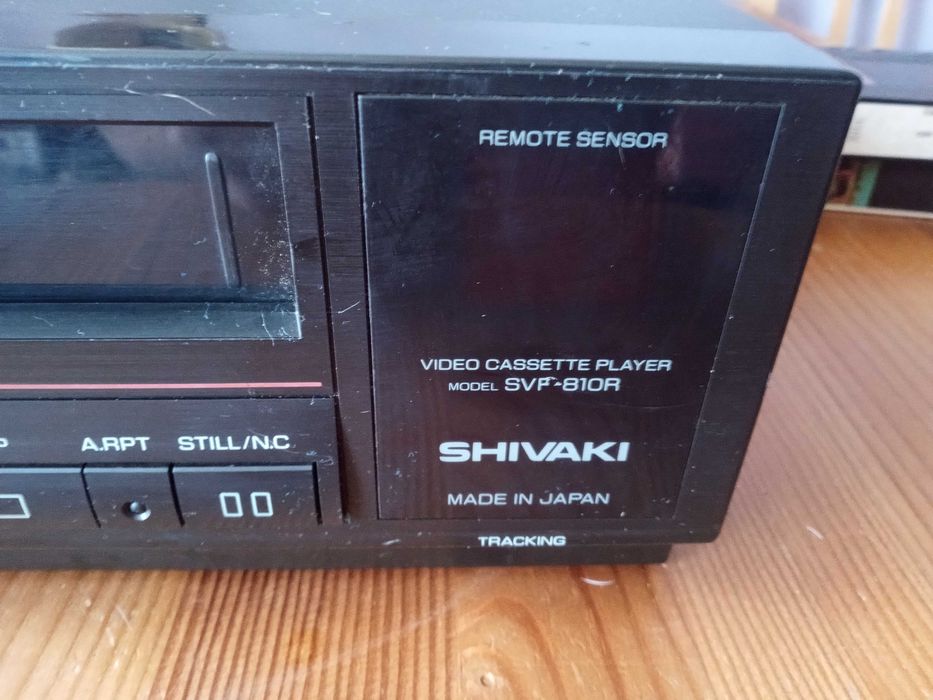 REMOTE SENSOR
VIDEO CASSETTE PLAYER
MODEL SVP-810R
A.RPT STILL/N.C
SHIVAKI
MADE IN JAPAN
TRACKING